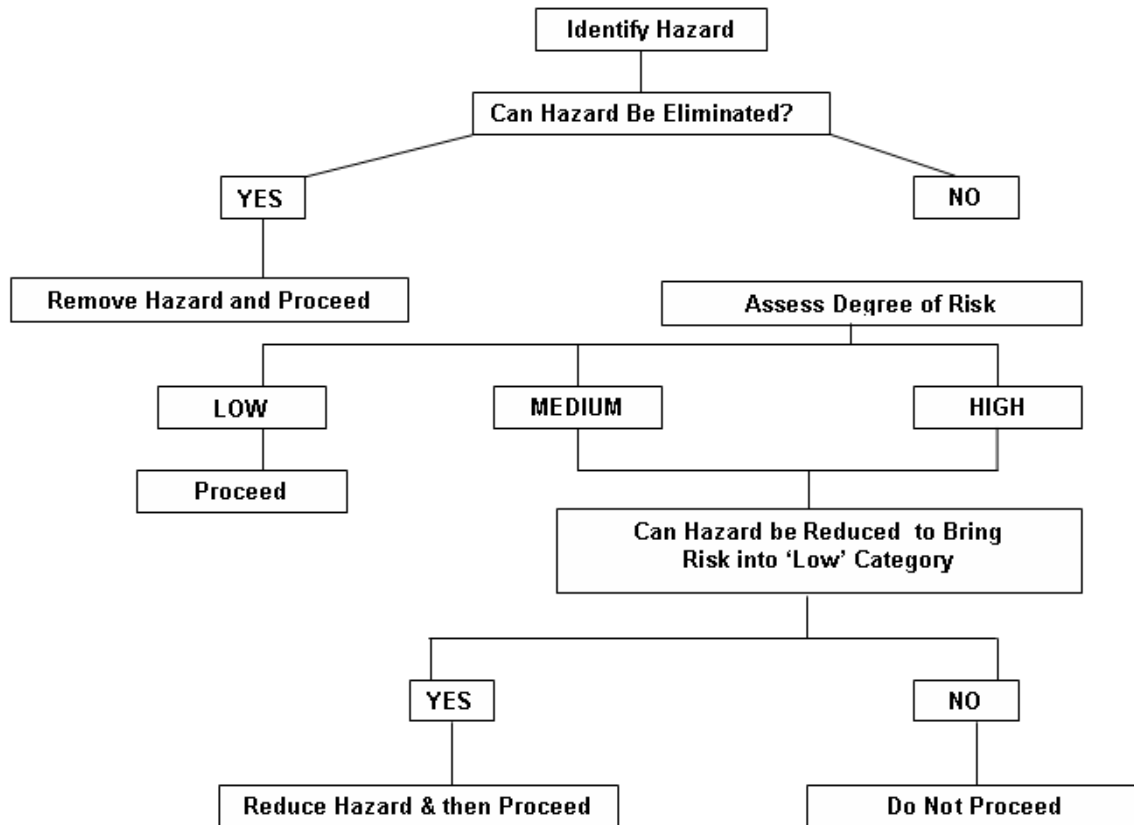 Identify Hazard
Can Hazard Be Eliminated?
YES
NO
Remove Hazard and Proceed
Assess Degree of Risk
LOW
MEDIUM
HIGH
Proceed
Can Hazard be Reduced to Bring
Risk into ‘Low’ Category
YES
NO
Reduce Hazard & then Proceed
Do Not Proceed